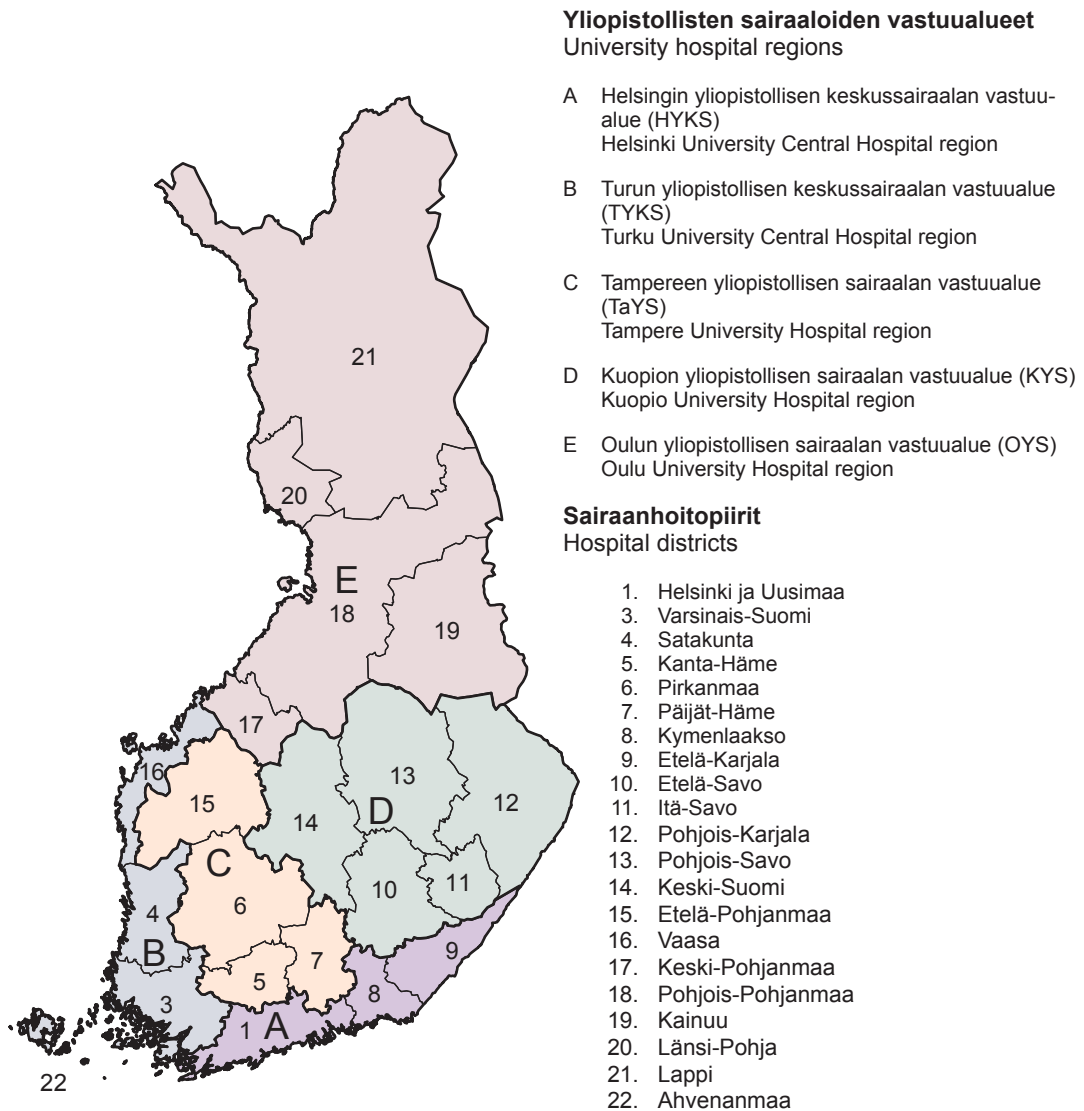 Yliopistollisten sairaaloiden vastuualueet
University hospital regions
A Helsingin yliopistollisen keskussairaalan vastuu-
alue (HYKS)
Helsinki University Central Hospital region
B Turun yliopistollisen keskussairaalan vastuualue
(TYKS)
Turku University Central Hospital region
C Tampereen yliopistollisen sairaalan vastuualue
(TaYS)
Tampere University Hospital region
D Kuopion yliopistollisen sairaalan vastuualue (KYS)
Kuopio University Hospital region
E Oulun yliopistollisen sairaalan vastuualue (OYS)
Oulu University Hospital region
Sairaanhoitopiirit
Hospital districts
1. Helsinki ja Uusimaa
3. Varsinais-Suomi
4. Satakunta
5. Kanta-Häme
6. Pirkanmaa
7. Päijät-Häme
8. Kymenlaakso
9. Etelä-Karjala
10. Etelä-Savo
11. Itä-Savo
12. Pohjois-Karjala
13. Pohjois-Savo
14. Keski-Suomi
15. Etelä-Pohjanmaa
16. Vaasa
17. Keski-Pohjanmaa
18. Pohjois-Pohjanmaa
19. Kainuu
20. Länsi-Pohja
21. Lappi
22. Ahvenanmaa
21
20
E
18
19
17
16
13
15
12
D
14
C
11
10
6
4
9
B
7
5
8
3
A
1
22